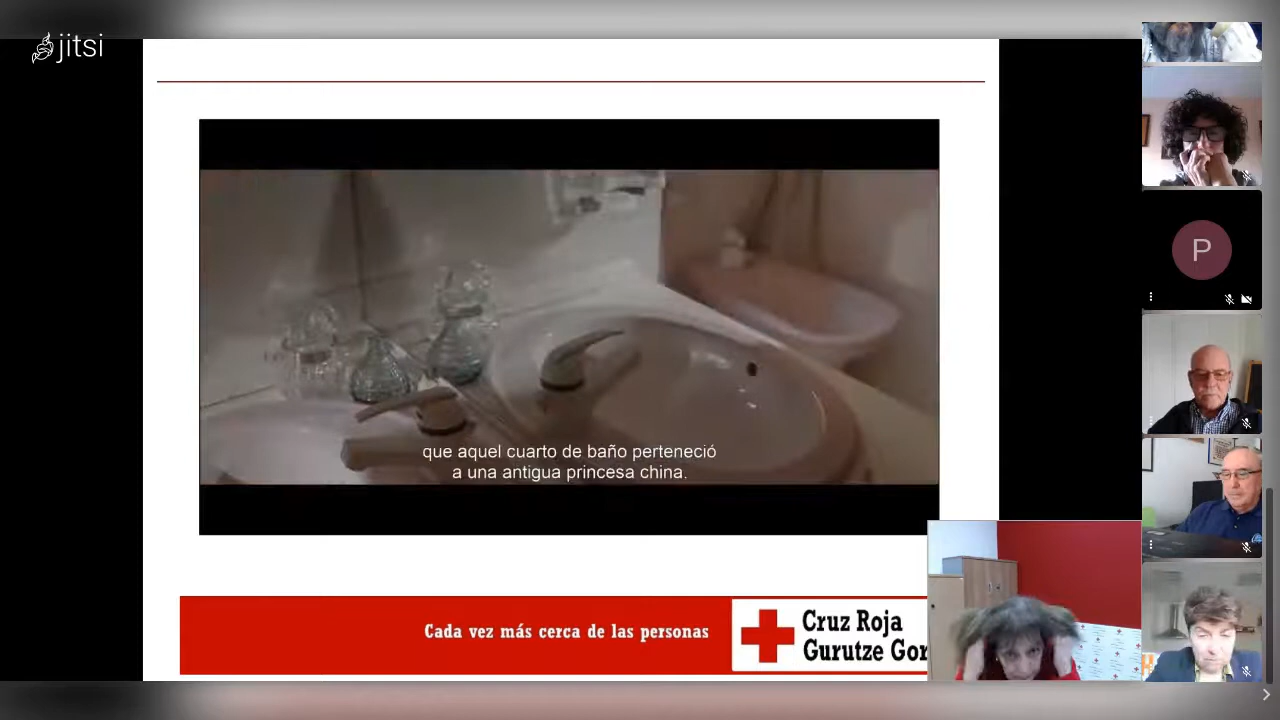 jitsi
P
que aquel cuarto de baño perteneció
a una antigua princesa china.
Cada vez más cerca de las personas
Cruz Roja
Gurutze Gor